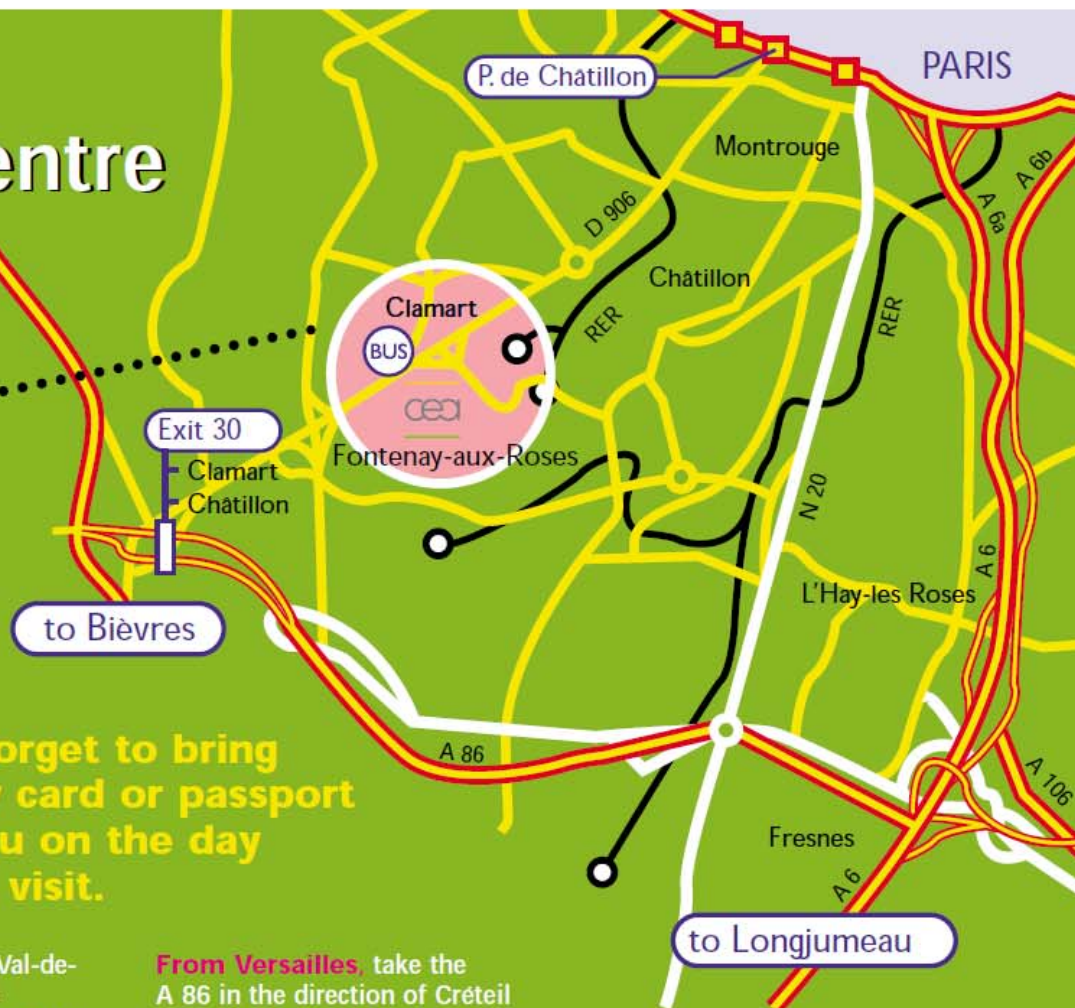 PARIS
P. de Châtillon
entre
Montrouge
A 6b
A 6a
D 906
Châtillon
Clamart
RER
RER
BUS
cea
Exit 30
Fontenay-aux-Roses
Clamart
Châtillon
N 20
A 6
L'Hay-les Roses
to Bièvres
orget to bring
card or passport
u on the day
visit.
A 86
A 106
Fresnes
A 6
to Longjumeau
Val-de-
From Versailles, take the
A 86 in the direction of Créteil